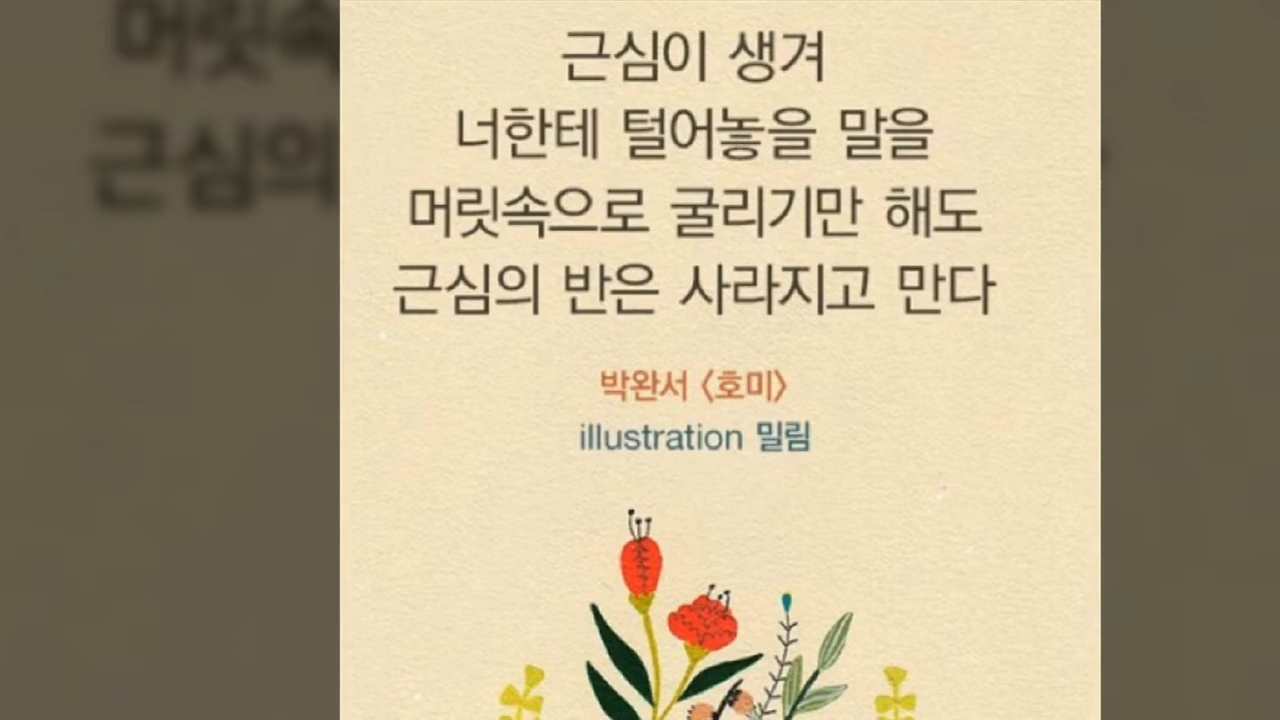 근심이 생겨
너한테 털어놓을 말을
머릿속으로 굴리기만 해도
근심의 반은 사라지고 만다
박완서 〈호미〉
illustration 밀림